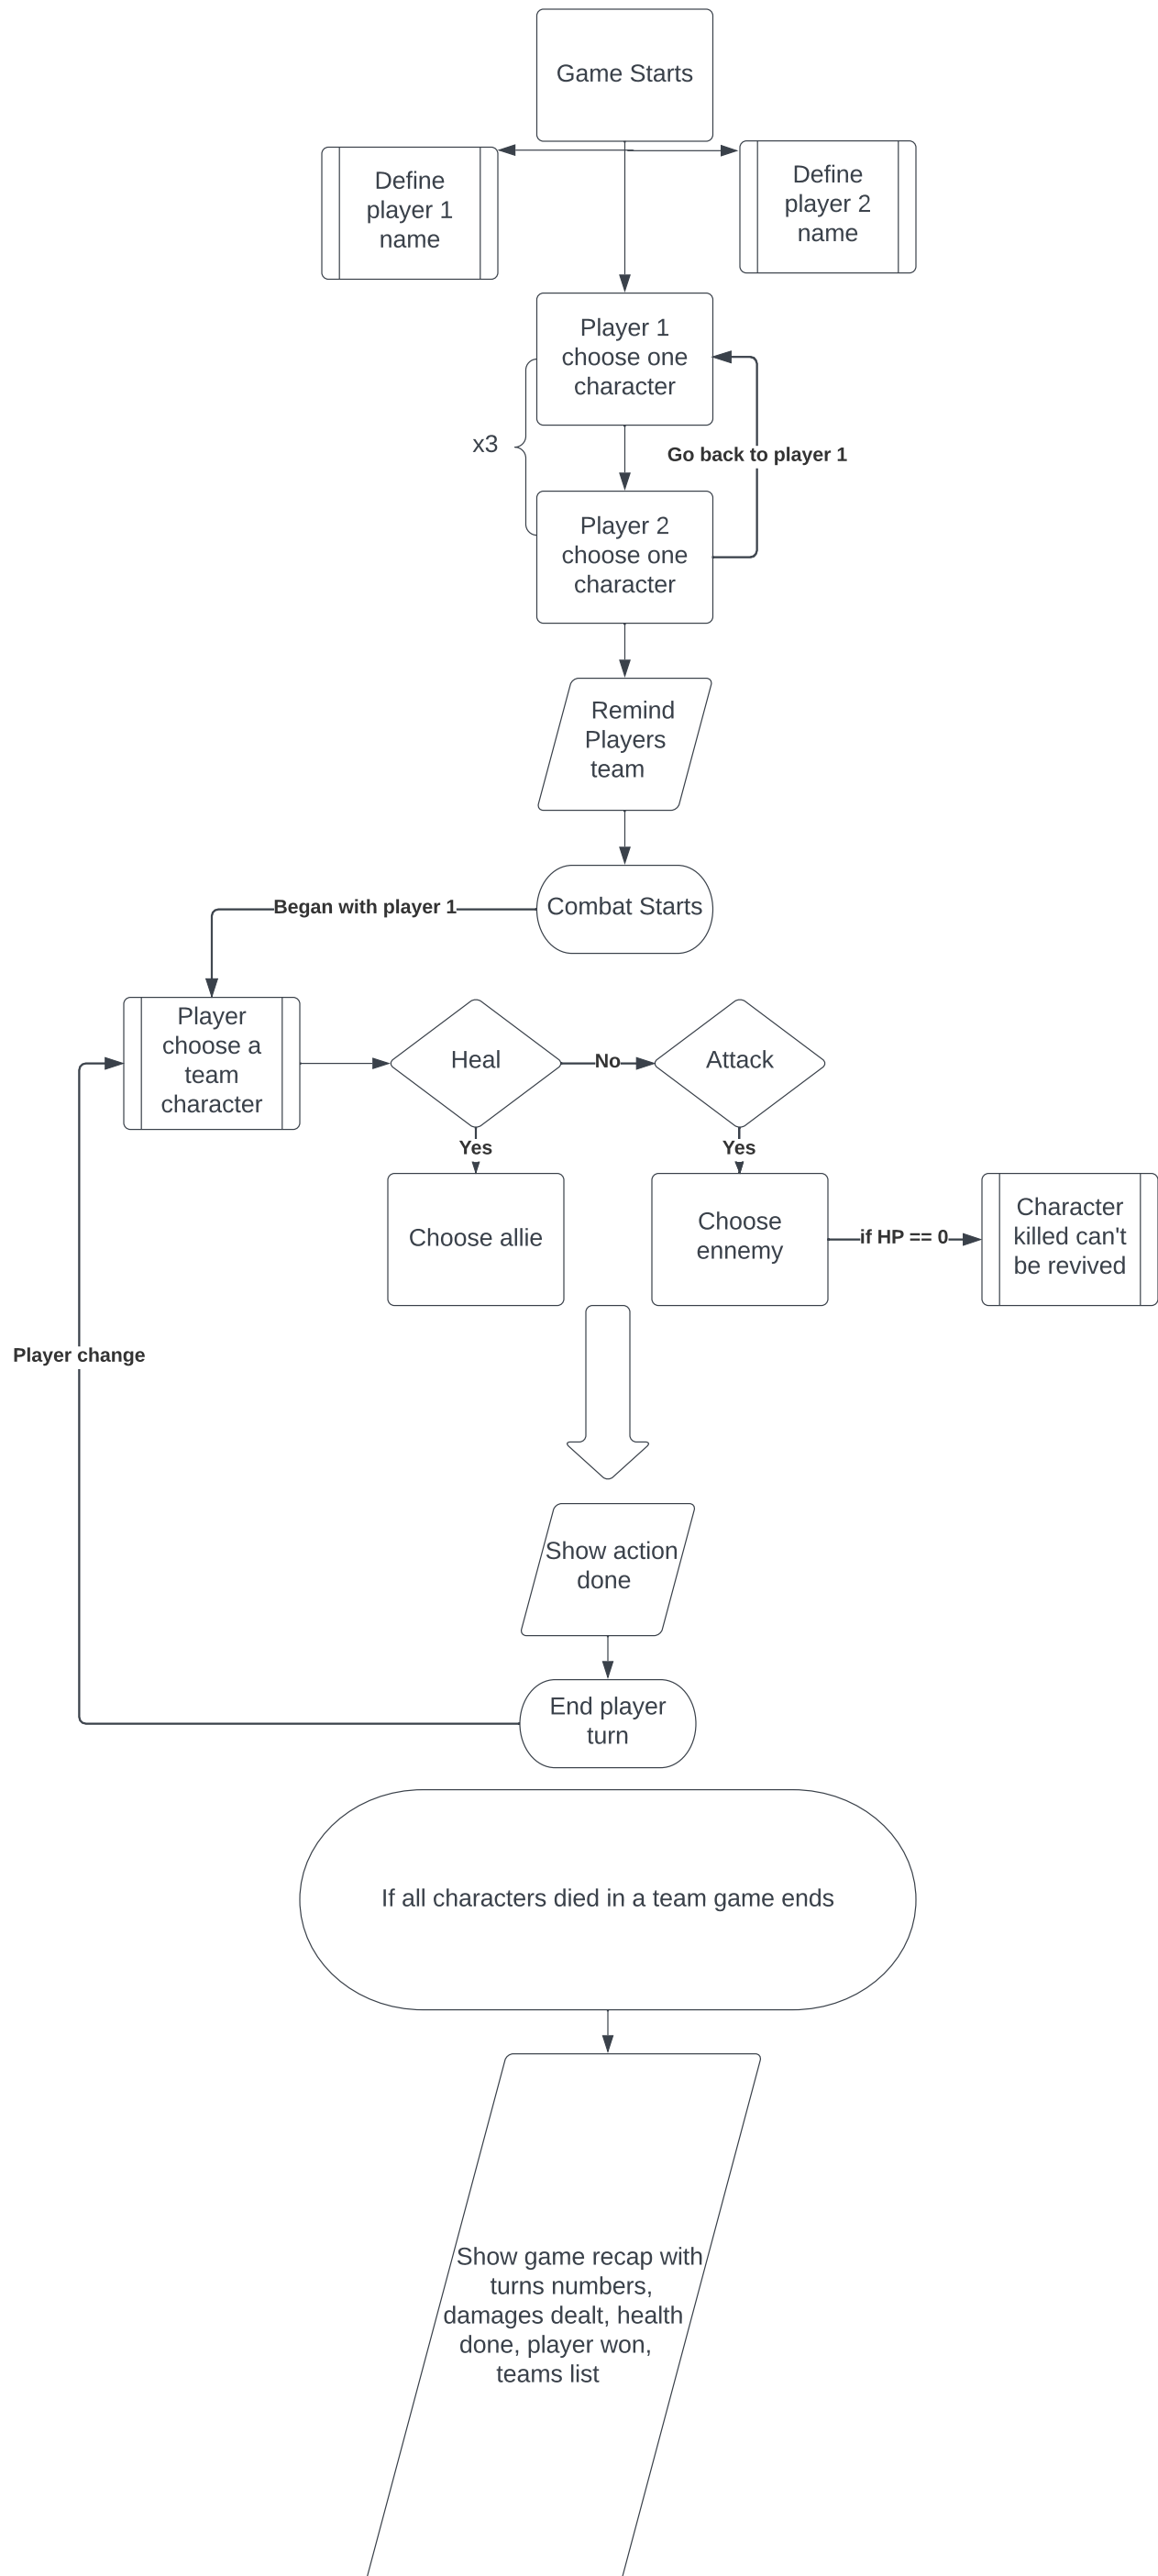 Game Starts
Define
player 1
name
Define
player 2
name
Player 1
choose one
character
x3
Go back to player 1
Player 2
choose one
character
Remind
Players
team
Combat Starts
Began with player 1
Player
choose a
team
character
Heal
No
Attack
Yes
Yes
Choose allie
Choose
ennemy
if HP == 0
Character
killed can't
be revived
Player change
Show action
done
End player
turn
If all characters died in a team game ends
Show game recap with
turns numbers,
damages dealt, health
done, player won,
teams list